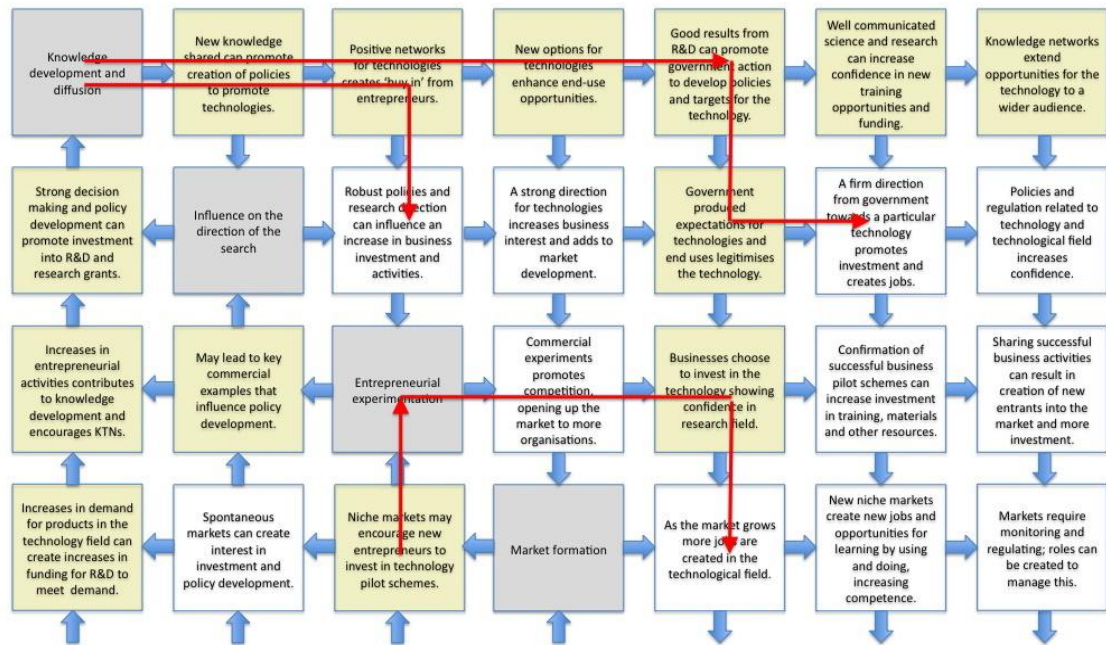 Knowledge
development and
diffusion
New knowledge
shared can promote
creation of policies
to promote
technologies.
Positive networks
for technologies
creates 'buy in' from
entrepreneurs.
New options for
technologies
enhance end-use
opportunities.
Good results from
R&D can promote
government action
to develop policies
and targets for the
technology.
Well communicated
science and research
can increase
confidence in new
training
opportunities and
funding.
Knowledge networks
extend
opportunities for the
technology to a
wider audience.
Strong decision
making and policy
development can
promote investment
into R&D and
research grants.
Influence on the
direction of the
search
Robust policies and
research direction
can influence an
increase in business
investment and
activities.
A strong direction
for technologies
increases business
interest and adds to
market
development.
Government
produced
expectations for
technologies and
end uses legitimises
the technology.
A firm direction
from government
towards a particular
technology
promotes
investment and
creates jobs.
Policies and
regulation related to
technology and
technological field
increases
confidence.
Increases in
entrepreneurial
activities contributes
to knowledge
development and
encourages KTNs.
May lead to key
commercial
examples that
influence policy
development.
Entrepreneurial
experimentation
Commercial
experiments
promotes
competition,
opening up the
market to more
organisations.
Businesses choose
to invest in the
technology showing
confidence in
research field.
Confirmation of
successful business
pilot schemes can
increase investment
in training, materials
and other resources.
Sharing successful
business activities
can result in
creation of new
entrants into the
market and more
investment.
Increases in demand
for products in the
technology field can
create increases in
funding for R&D to
meet demand.
Spontaneous
markets can create
interest in
investment and
policy development.
Niche markets may
encourage new
entrepreneurs to
invest in technology
pilot schemes.
Market formation
As the market grows
more jobs are
created in the
technological field.
New niche markets
create new jobs and
opportunities for
learning by using
and doing,
increasing
competence.
Markets require
monitoring and
regulating; roles can
be created to
manage this.